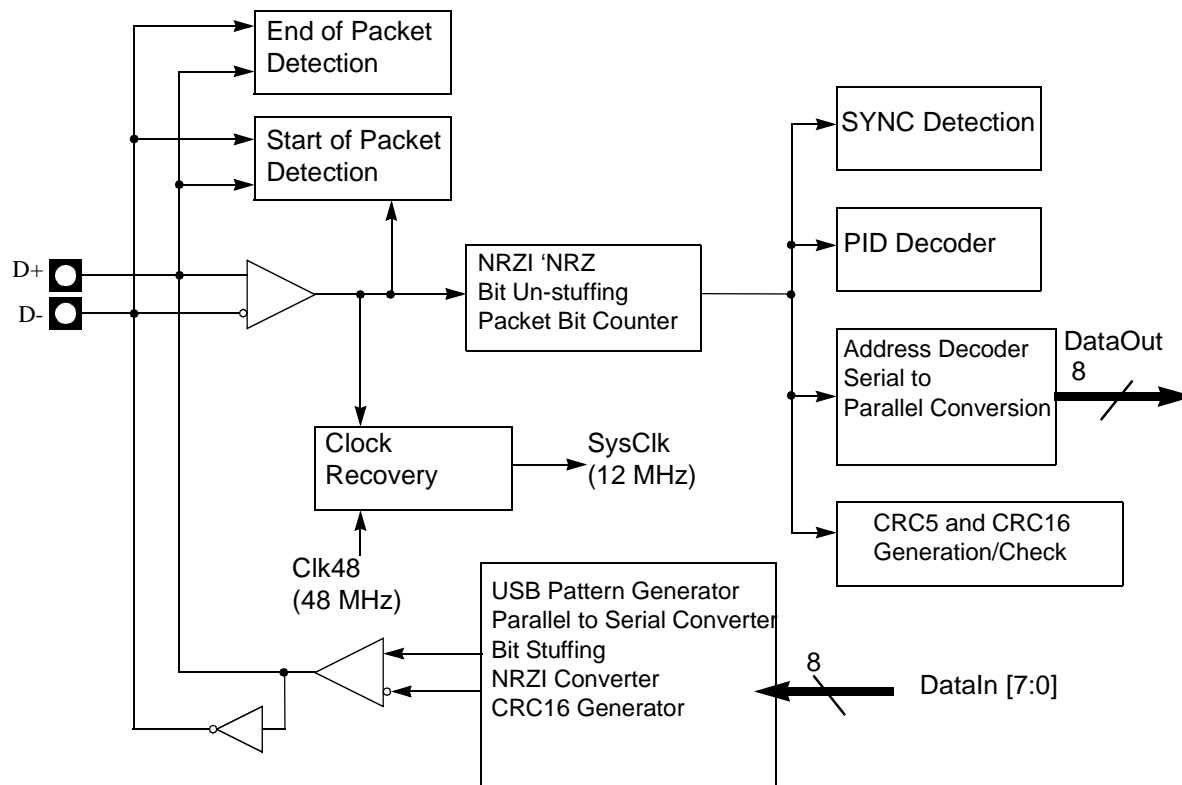 End of Packet
Detection
Start of Packet
Detection
SYNC Detection
PID Decoder
D+
D-
NRZI ‘NRZ
Bit Un-stuffing
Packet Bit Counter
Address Decoder
Serial to
Parallel Conversion
DataOut
8
Clock
Recovery
SysClk
(12 MHz)
CRC5 and CRC16
Generation/Check
Clk48
(48 MHz)
USB Pattern Generator
Parallel to Serial Converter
Bit Stuffing
NRZI Converter
CRC16 Generator
8
DataIn [7:0]